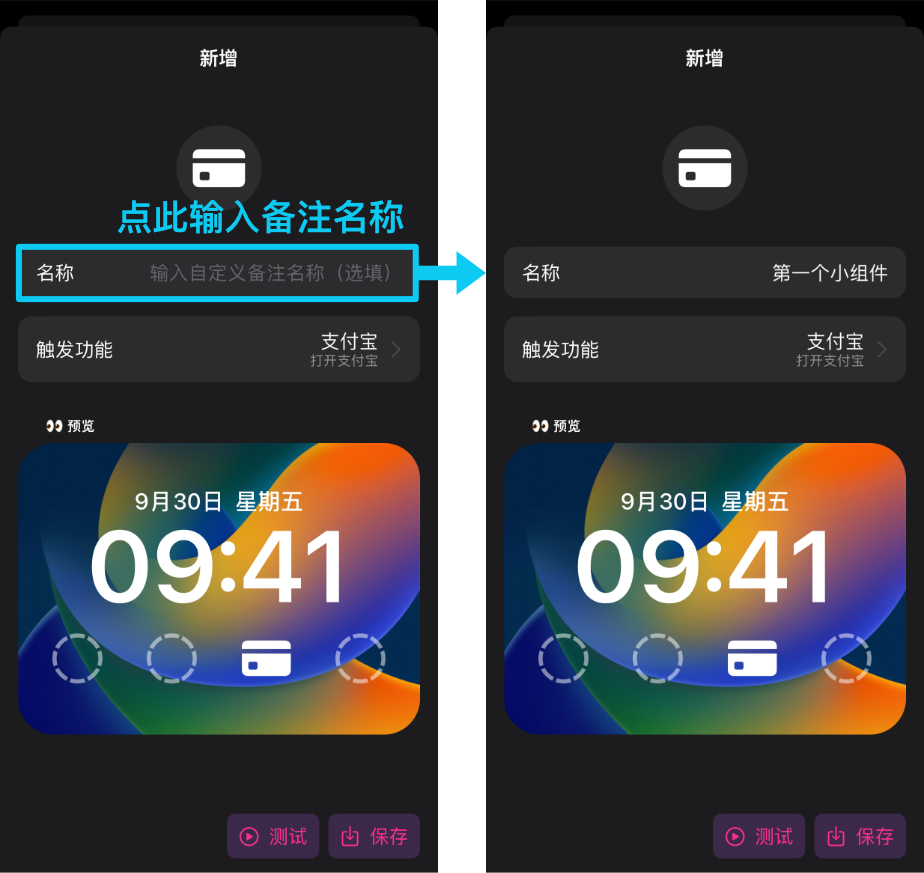 新增
点此输入备注名称
名称 输入自定义备注名称（选填）
触发功能 支付宝
打开支付宝
👀 预览
9月30日 星期五
09:41
测试 保存
新增
名称 第一个小组件
触发功能 支付宝
打开支付宝
👀 预览
9月30日 星期五
09:41
测试 保存